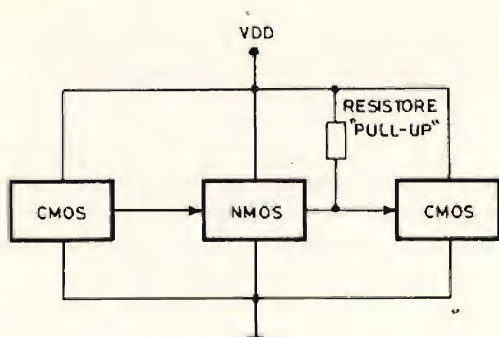 VDD
RESISTORE
"PULL-UP"
CMOS
NMOS
CMOS